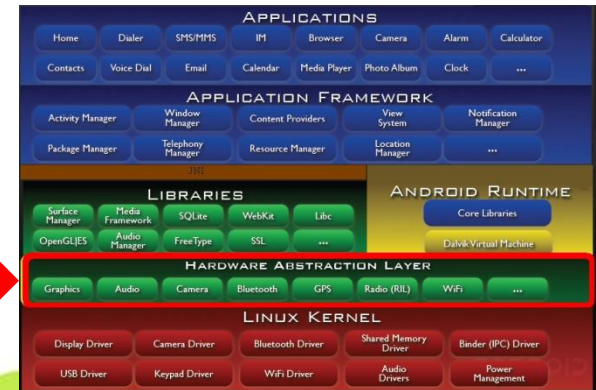 APPLICATIONS
Home Dialer SMS/MMS IM Browser Camera Alarm Calculator
Contacts Voice Dial Email Calendar Media Player Photo Album Clock ...
APPLICATION FRAMEWORK
Activity Manager Window Manager Content Providers View System Notification Manager
Package Manager Telephony Manager Resource Manager Location Manager ...
JNI
LIBRARIES
Surface Manager Media Framework SQLite WebKit Libc
OpenGL|ES Audio Manager FreeType SSL ...
ANDROID RUNTIME
Core Libraries
Dalvik Virtual Machine
HARDWARE ABSTRACTION LAYER
Graphics Audio Camera Bluetooth GPS Radio (RIL) WiFi ...
LINUX KERNEL
Display Driver Camera Driver Bluetooth Driver Shared Memory Driver Binder (IPC) Driver
USB Driver Keypad Driver WiFi Driver Audio Drivers Power Management